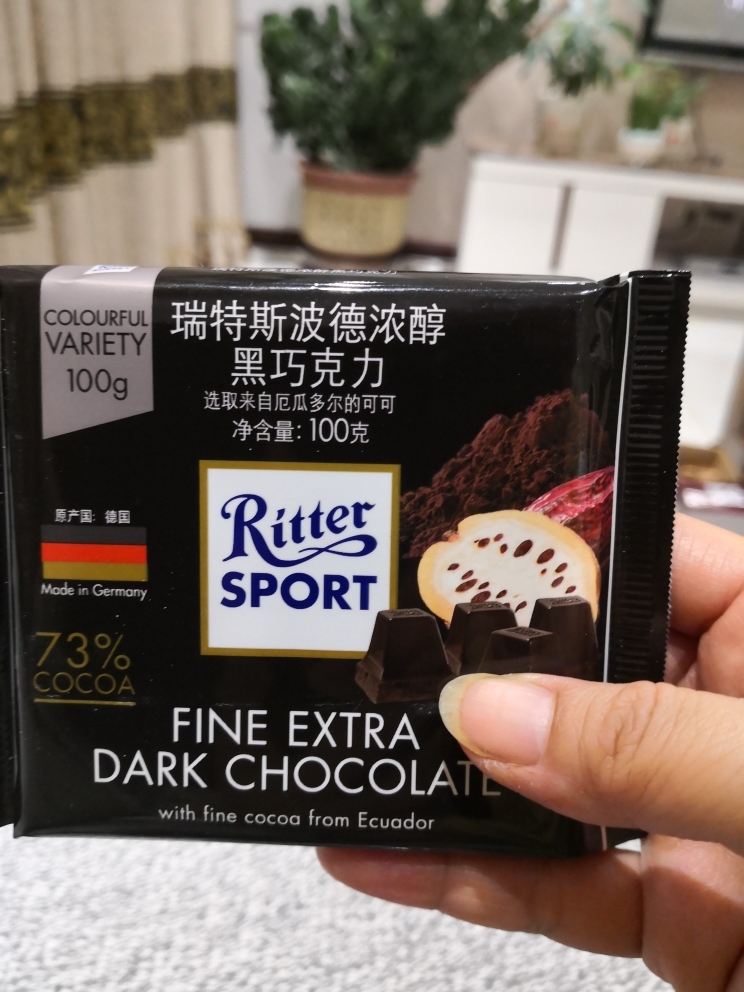 COLOURFUL
VARIETY
100g
瑞特斯波德浓醇
黑巧克力
选取来自厄瓜多尔的可可
净含量: 100克
原产国: 德国
Made in Germany
Ritter
SPORT
73%
COCOA
FINE EXTRA
DARK CHOCOLATE
with fine cocoa from Ecuador